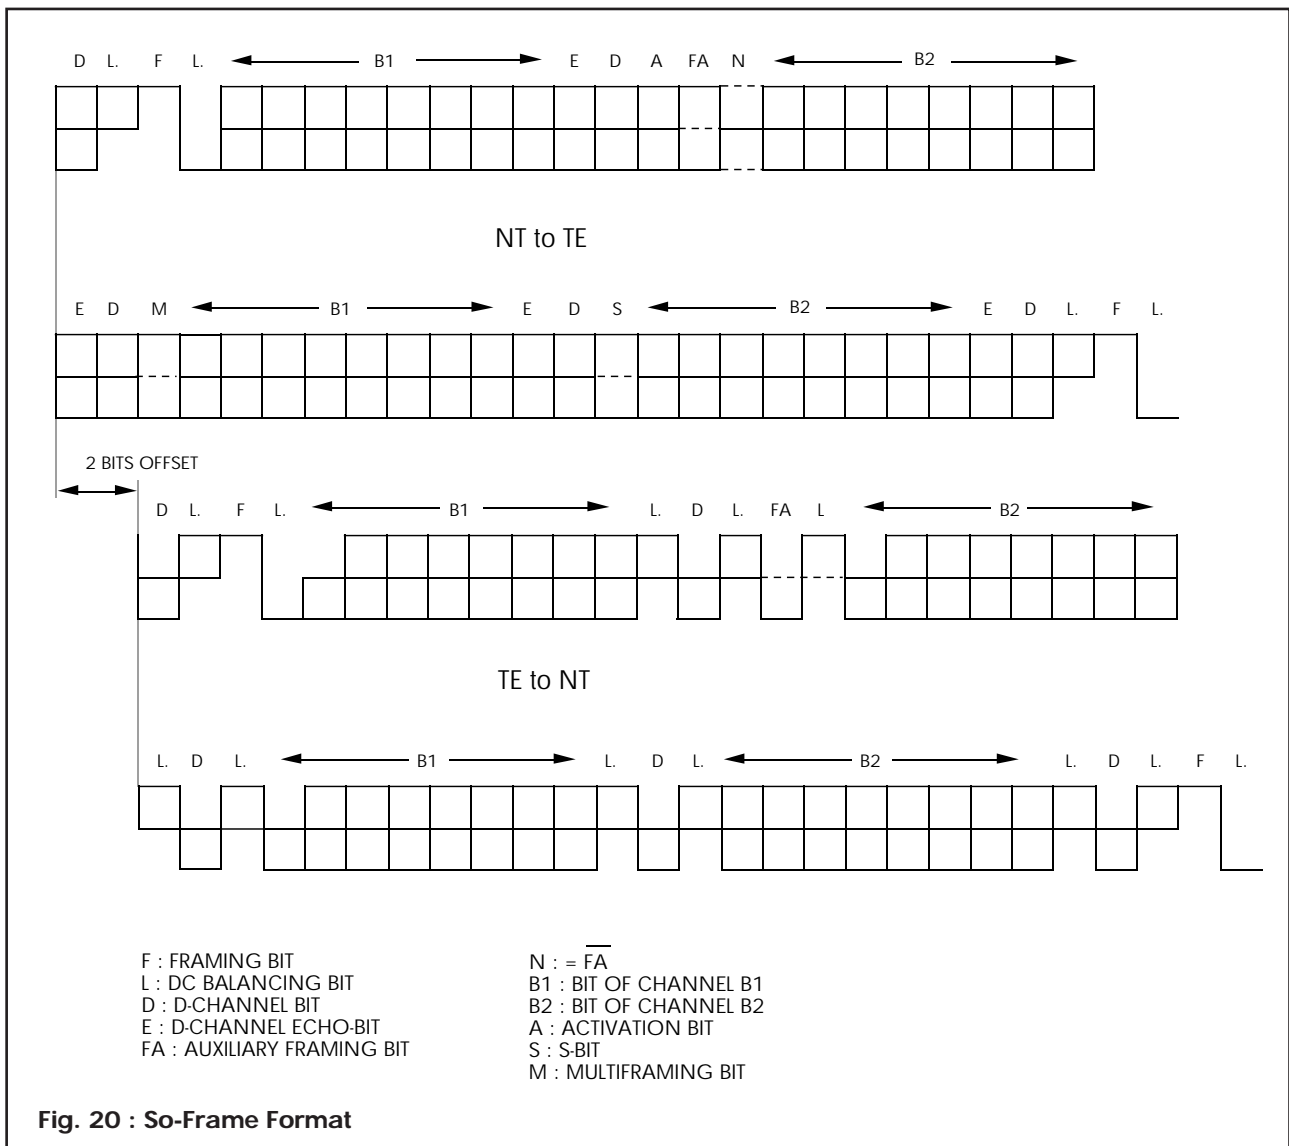 D L. F L. B1 E D A FA N B2
NT to TE
E D M B1 E D S B2 E D L. F L.
2 BITS OFFSET
D L. F L. B1 L. D L. FA L B2
TE to NT
L. D L. B1 L. D L. B2 L. D L. F L.
F : FRAMING BIT
L : DC BALANCING BIT
D : D-CHANNEL BIT
E : D-CHANNEL ECHO-BIT
FA : AUXILIARY FRAMING BIT
N : = F̅A̅
B1 : BIT OF CHANNEL B1
B2 : BIT OF CHANNEL B2
A : ACTIVATION BIT
S : S-BIT
M : MULTIFRAMING BIT
Fig. 20 : So-Frame Format